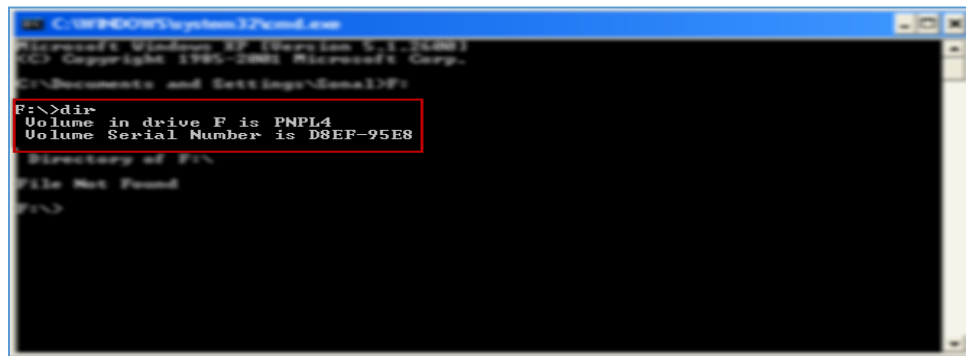 C:\WINDOWS\system32\cmd.exe
Microsoft Windows XP [Version 5.1.2600]
(C) Copyright 1985-2001 Microsoft Corp.
C:\Documents and Settings\Sonal>F:
F:\>dir
Volume in drive F is PNPL4
Volume Serial Number is D8EF-95E8
Directory of F:\
File Not Found
F:\>